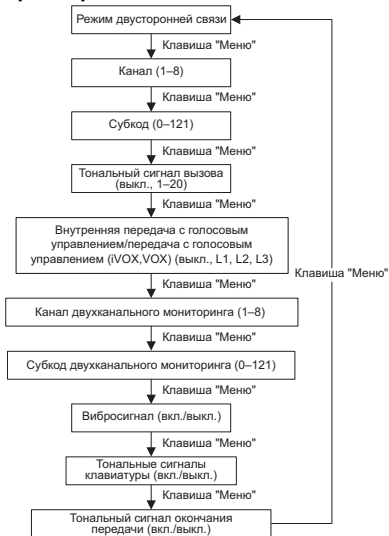 Режим двусторонней связи
Клавиша "Меню"
Канал (1–8)
Клавиша "Меню"
Субкод (0–121)
Клавиша "Меню"
Тональный сигнал вызова
(выкл., 1–20)
Клавиша "Меню"
Внутренняя передача с голосовым
управлением/передача с голосовым
управлением (iVOX,VOX) (выкл., L1, L2, L3)
Клавиша "Меню"
Клавиша "Меню"
Канал двухканального мониторинга (1–8)
Клавиша "Меню"
Субкод двухканального мониторинга (0–121)
Клавиша "Меню"
Вибросигнал (вкл./выкл.)
Клавиша "Меню"
Тональные сигналы
клавиатуры (вкл./выкл.)
Клавиша "Меню"
Тональный сигнал окончания
передачи (вкл./выкл.)